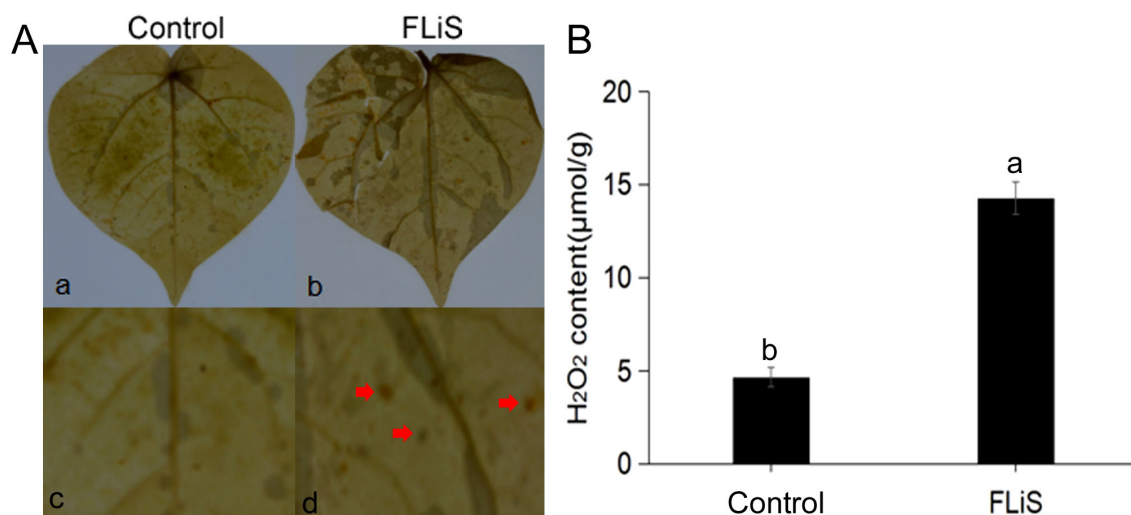 A
Control
FLiS
a
b
c
d
B
H2O2 content(μmol/g)
20
15
10
5
0
b
a
Control
FLiS